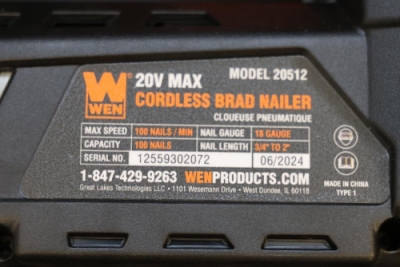 WEN
20V MAX MODEL 20512
CORDLESS BRAD NAILER
CLOUEUSE PNEUMATIQUE
MAX SPEED 100 NAILS / MIN NAIL GAUGE 18 GAUGE
CAPACITY 100 NAILS NAIL LENGTH 3/4" TO 2"
SERIAL NO. 12559302072 06/2024
1-847-429-9263 WENPRODUCTS.COM
Great Lakes Technologies LLC • 1101 Wesemann Drive • West Dundee, IL 60118
MADE IN CHINA
TYPE 1